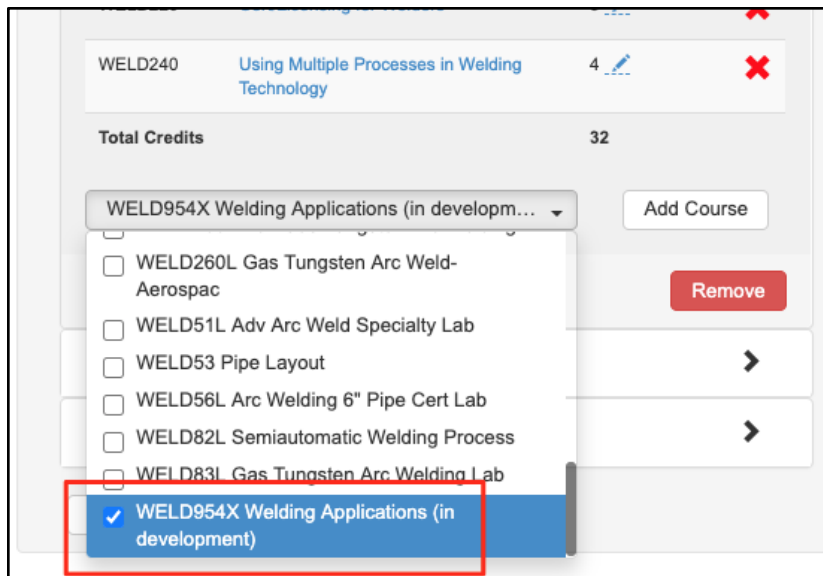 WELD240 Using Multiple Processes in Welding 4
Technology
Total Credits 32
WELD954X Welding Applications (in developm... Add Course
WELD260L Gas Tungsten Arc Weld-
Aerospac
Remove
WELD51L Adv Arc Weld Specialty Lab
WELD53 Pipe Layout
WELD56L Arc Welding 6" Pipe Cert Lab
WELD82L Semiautomatic Welding Process
WELD83L Gas Tungsten Arc Welding Lab
WELD954X Welding Applications (in
development)